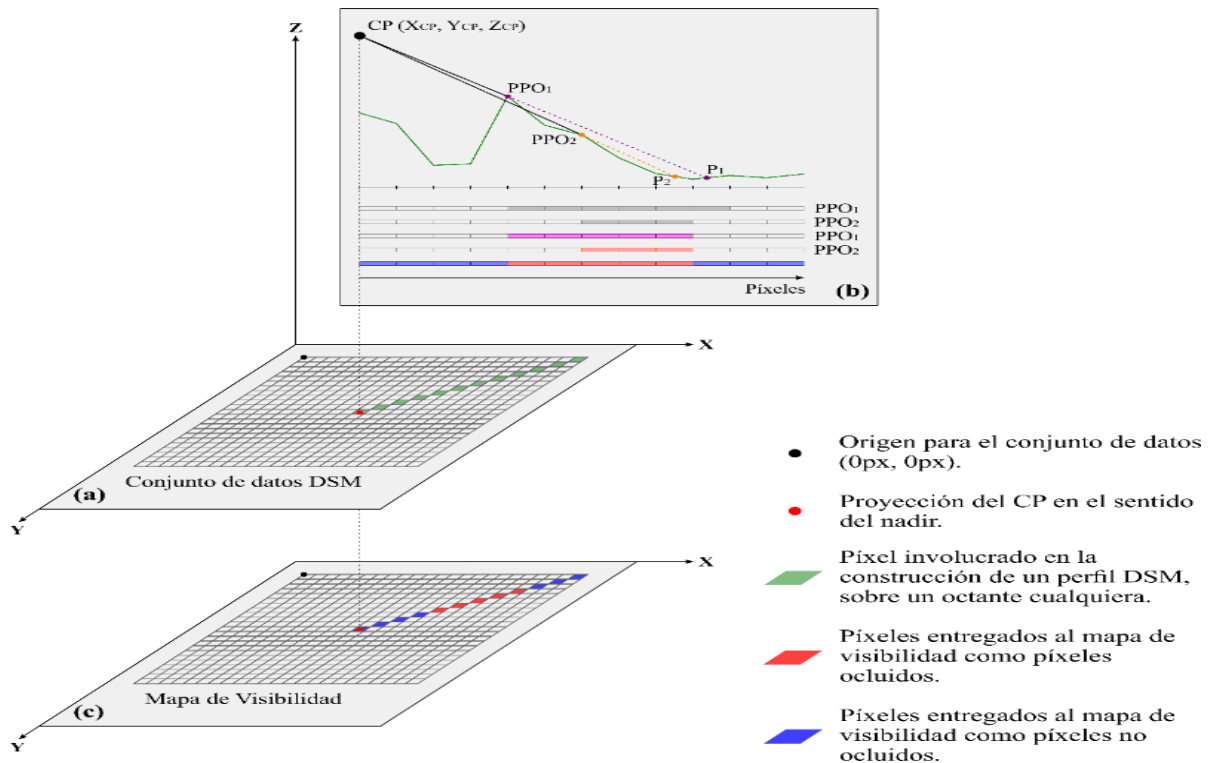 CP (XCP, YCP, ZCP)
Z
PPO1
PPO2
P1
P2
PPO1
PPO2
PPO1
PPO2
Píxeles
(b)
X
Conjunto de datos DSM
(a)
Y
X
Mapa de Visibilidad
(c)
Y
Origen para el conjunto de datos
(0px, 0px).
Proyección del CP en el sentido
del nadir.
Píxel involucrado en la
construcción de un perfil DSM,
sobre un octante cualquiera.
Píxeles entregados al mapa de
visibilidad como píxeles
ocluidos.
Píxeles entregados al mapa de
visibilidad como píxeles no
ocluidos.